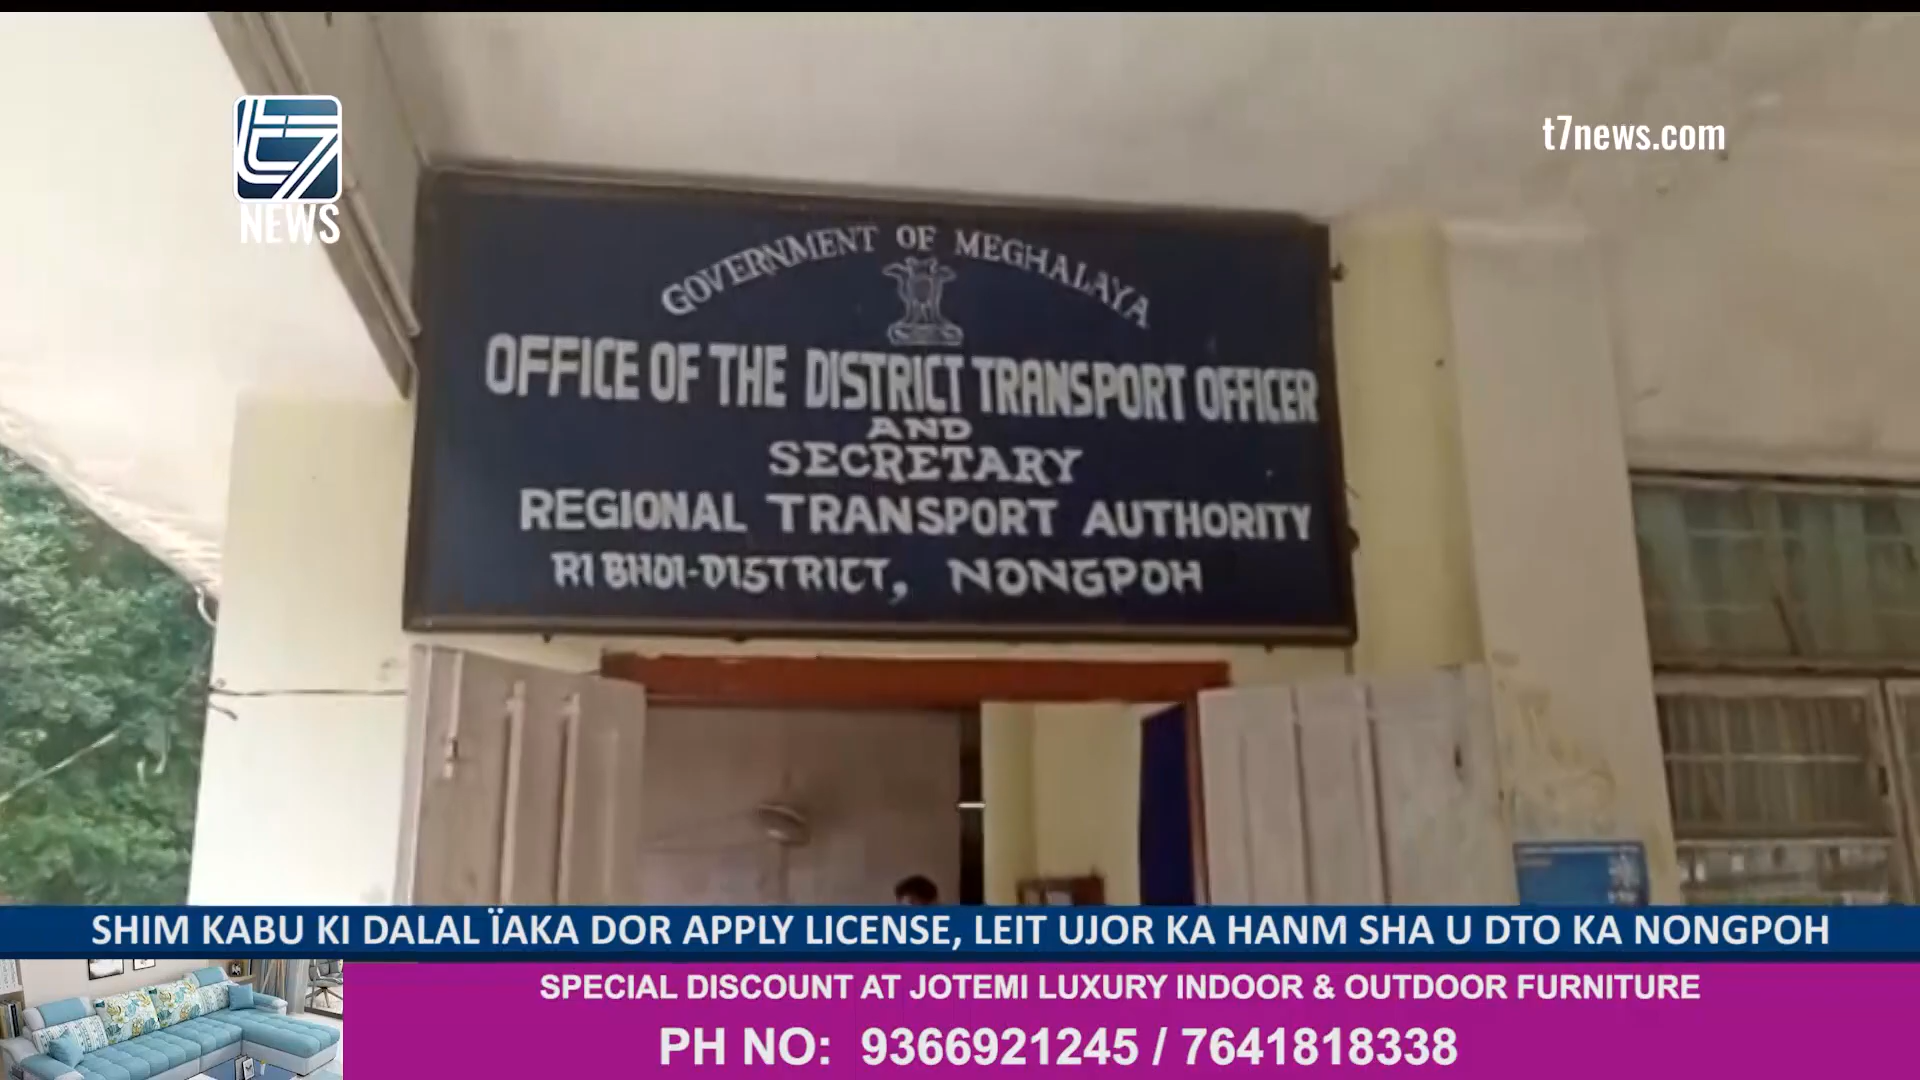 t7
NEWS
t7news.com
GOVERNMENT OF MEGHALAYA
OFFICE OF THE DISTRICT TRANSPORT OFFICER
AND
SECRETARY
REGIONAL TRANSPORT AUTHORITY
RI BHOI-DISTRICT, NONGPOH
SHIM KABU KI DALAL ÏAKA DOR APPLY LICENSE, LEIT UJOR KA HANM SHA U DTO KA NONGPOH
SPECIAL DISCOUNT AT JOTEMI LUXURY INDOOR & OUTDOOR FURNITURE
PH NO: 9366921245 / 7641818338